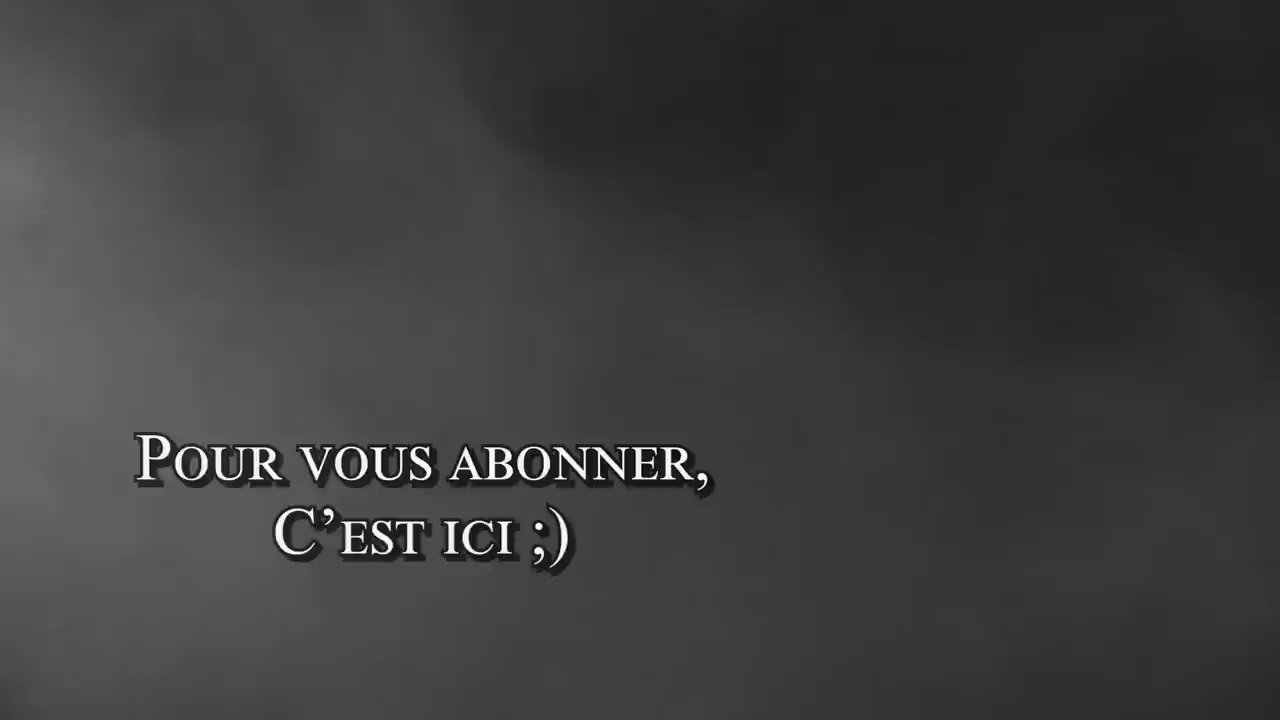 Pour vous abonner,
C’est ici ;)